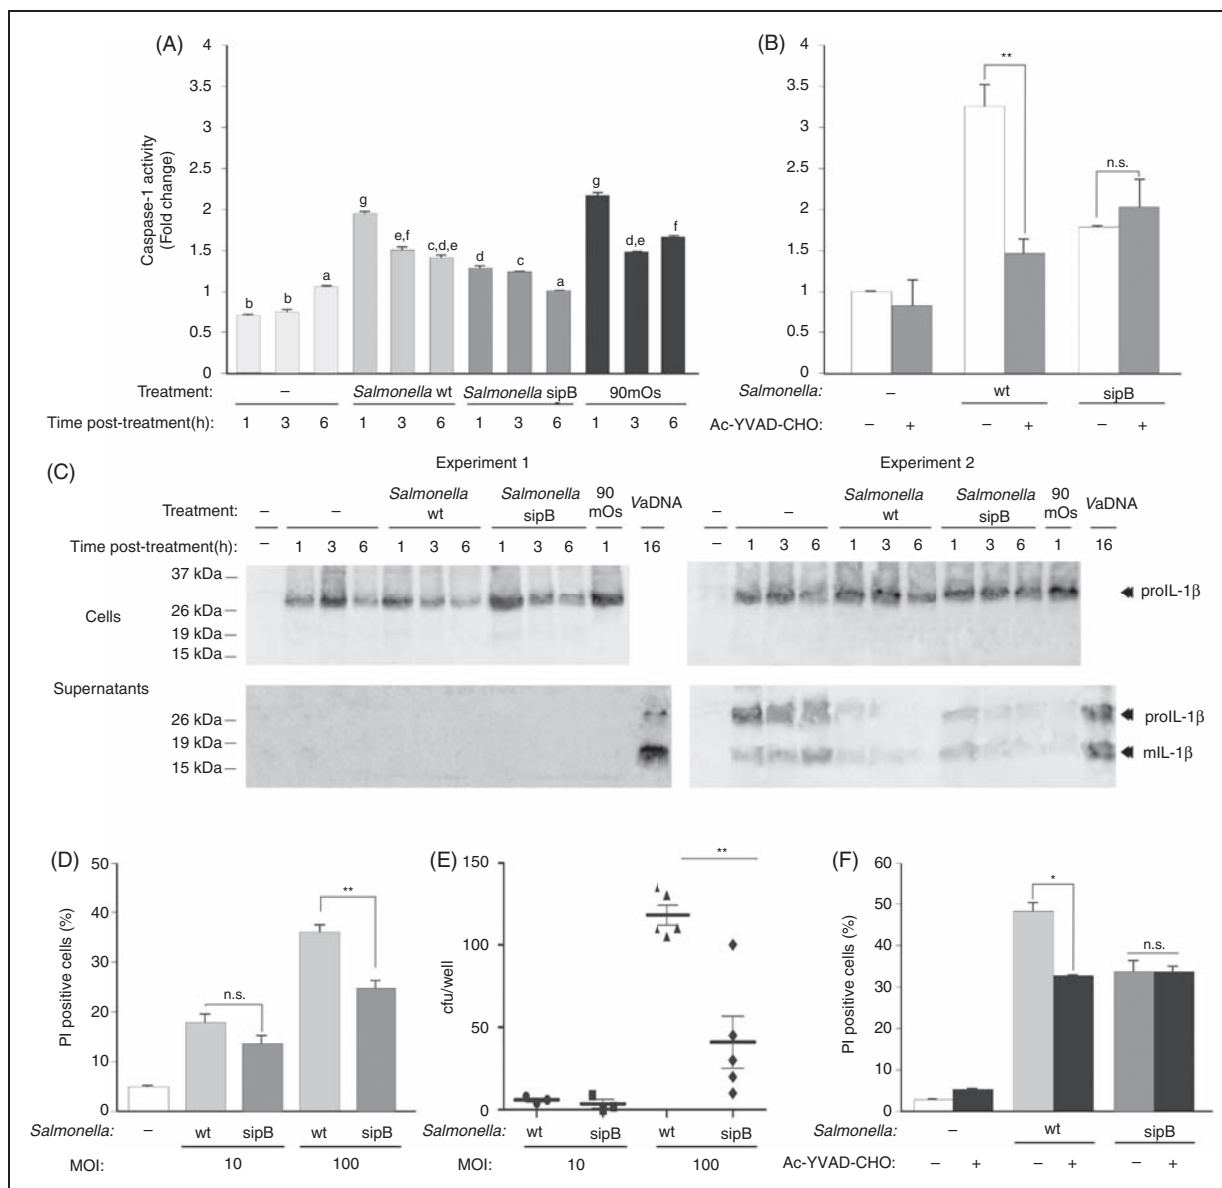 (A)
4
3.5
3
2.5
2
1.5
1
0.5
0
Caspase-1 activity
(Fold change)
b b a g e,f c,d,e d c a g d,e f
Treatment: – Salmonella wt Salmonella sipB 90mOs
Time post-treatment(h): 1 3 6 1 3 6 1 3 6 1 3 6
(B)
4
3.5
3
2.5
2
1.5
1
0.5
0
**
n.s.
Salmonella: – wt sipB
Ac-YVAD-CHO: – + – + – +
(C)
Experiment 1
Treatment: – – Salmonella wt Salmonella sipB 90 mOs VaDNA
Time post-treatment(h): – 1 3 6 1 3 6 1 3 6 1 16
Experiment 2
– – Salmonella wt Salmonella sipB 90 mOs VaDNA
– 1 3 6 1 3 6 1 3 6 1 16
Cells
37 kDa
26 kDa
19 kDa
15 kDa
proIL-1β
Supernatants
26 kDa
19 kDa
15 kDa
proIL-1β
mIL-1β
(D)
50
40
30
20
10
0
PI positive cells (%)
n.s.
**
Salmonella: – wt sipB wt sipB
MOI: 10 100
(E)
150
100
50
0
cfu/well
**
Salmonella: wt sipB wt sipB
MOI: 10 100
(F)
60
50
40
30
20
10
0
PI positive cells (%)
*
n.s.
Salmonella: – wt sipB
Ac-YVAD-CHO: – + – + – +